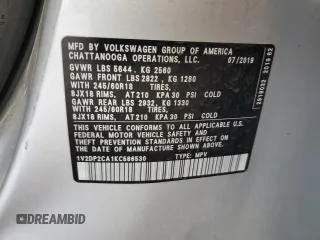 MFD BY VOLKSWAGEN GROUP OF AMERICA
CHATTANOOGA OPERATIONS, LLC. 07/2019
GVWR LBS 5644 . KG 2560
GAWR FRONT LBS 2822 , KG 1280
WITH 245/60R18
8JX18 RIMS , AT210 KPA 30 PSI COLD
GAWR REAR LBS 2932, KG 1330
WITH 245/60R18
8JX18 RIMS , AT210 KPA 30 PSI COLD
THIS VEHICLE CONFORMS TO ALL APPLICABLE U.S.
FEDERAL MOTOR VEHICLE SAFETY AND THEFT
PREVENTION STANDARDS IN EFFECT ON THE DATE OF
MANUFACTURE SHOWN ABOVE.
1V2DP2CA1KC586530 TYPE: MPV
DREAMBID